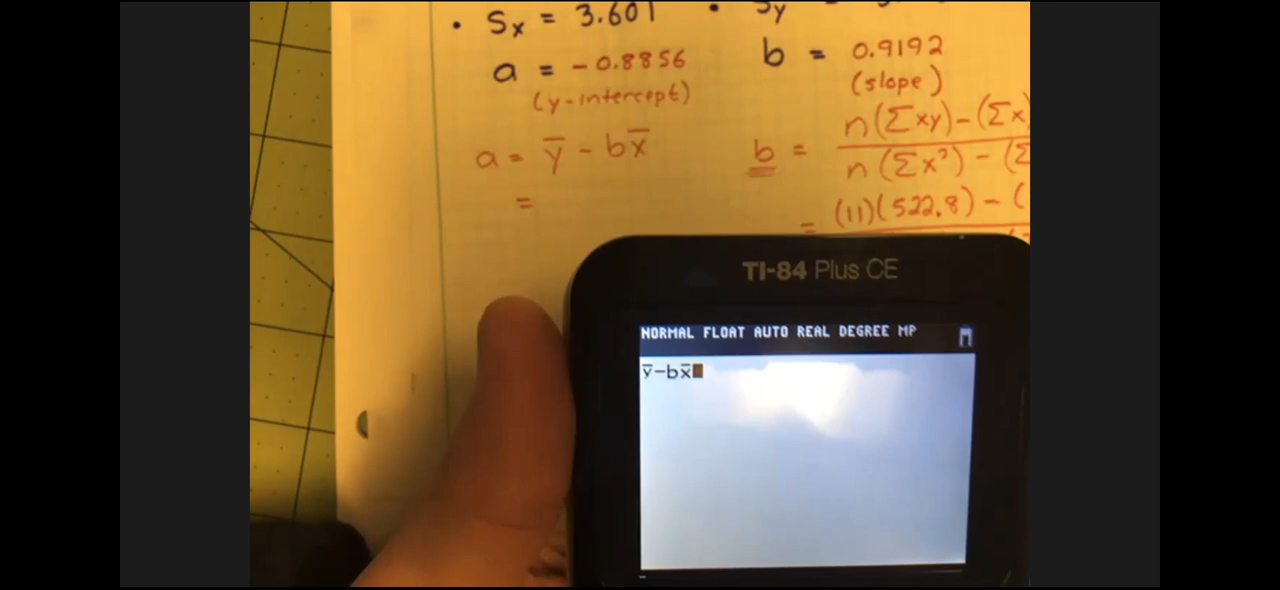 • Sx = 3.601 •
a = -0.8856 b = 0.9192
(y-intercept) (slope)
a = y̅ - bx̅ b = n(Σxy)-(Σx)
n(Σx²) - (Σ
= = (11)(522.8) - (
TI-84 Plus CE
NORMAL FLOAT AUTO REAL DEGREE MP
y̅-bx̅